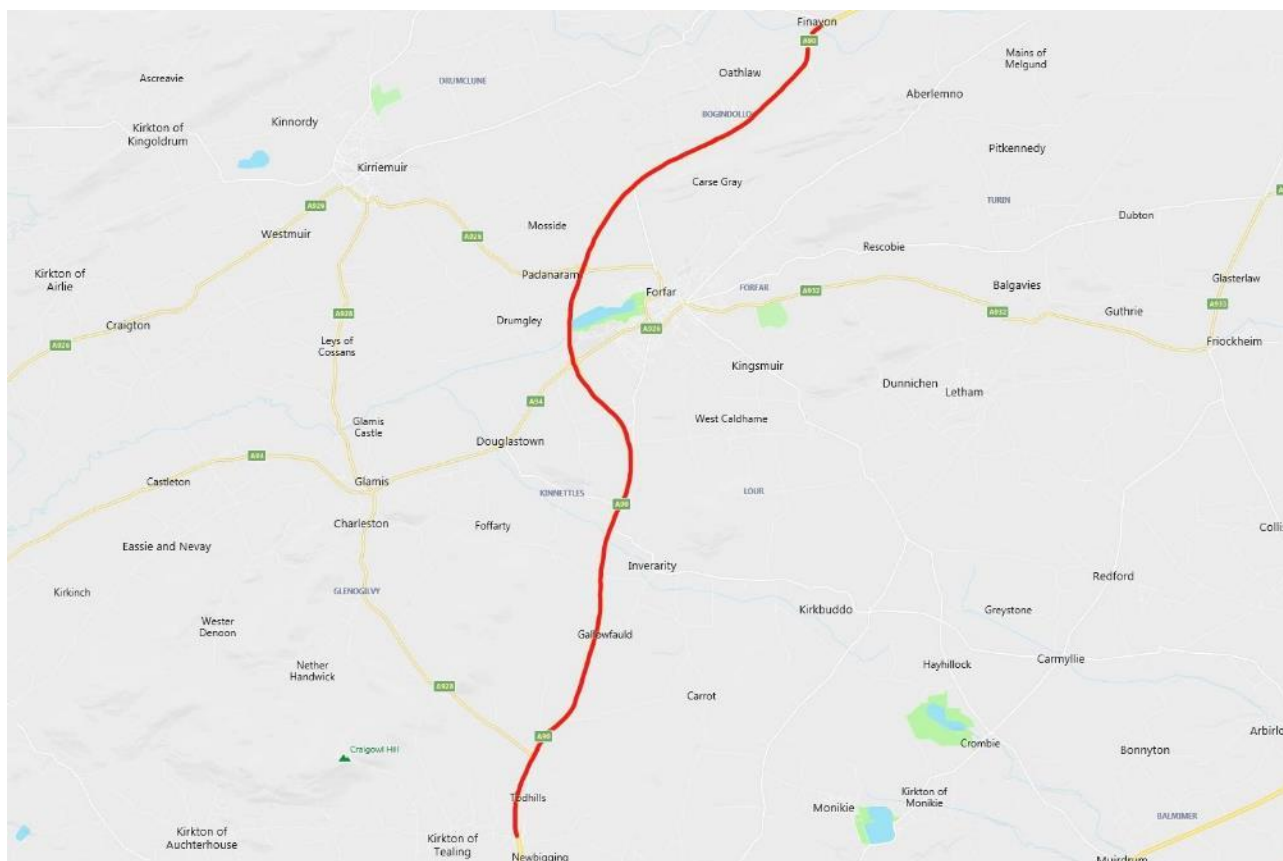 Finavon
A90
Mains of
Melgund
Oathlaw
Ascreavie
DRUMCLUNE
Aberlemno
BOGINDOLLO
Kinnordy
Kirkton of
Kingoldrum
Pitkennedy
Kirriemuir
Carse Gray
A926
TURIN
Dubton
Mosside
Westmuir
A926
Rescobie
Kirkton of
Airlie
Padanaram
Glasterlaw
Balgavies
Forfar
FORFAR
A932
A933
A928
A932
Guthrie
Craigton
Drumgley
A926
Leys of
Cossans
A926
Friockheim
Kingsmuir
Dunnichen
Letham
A94
West Caldhame
Glamis
Castle
Douglastown
A94
Castleton
Glamis
KINNETTLES
LOUR
A90
Charleston
Foffarty
Eassie and Nevay
Inverarity
Redford
Kirkinch
GLENOGILVY
Kirkbuddo
Greystone
Wester
Denoon
Gallowfauld
Nether
Handwick
Hayhillock
Carmyllie
A928
Carrot
A90
Craigowl Hill
Crombie
Bonnyton
Todhills
Monikie
Kirkton of
Monikie
BALMIMER
Kirkton of
Auchterhouse
Kirkton of
Tealing
Newbigging
Muirdrum